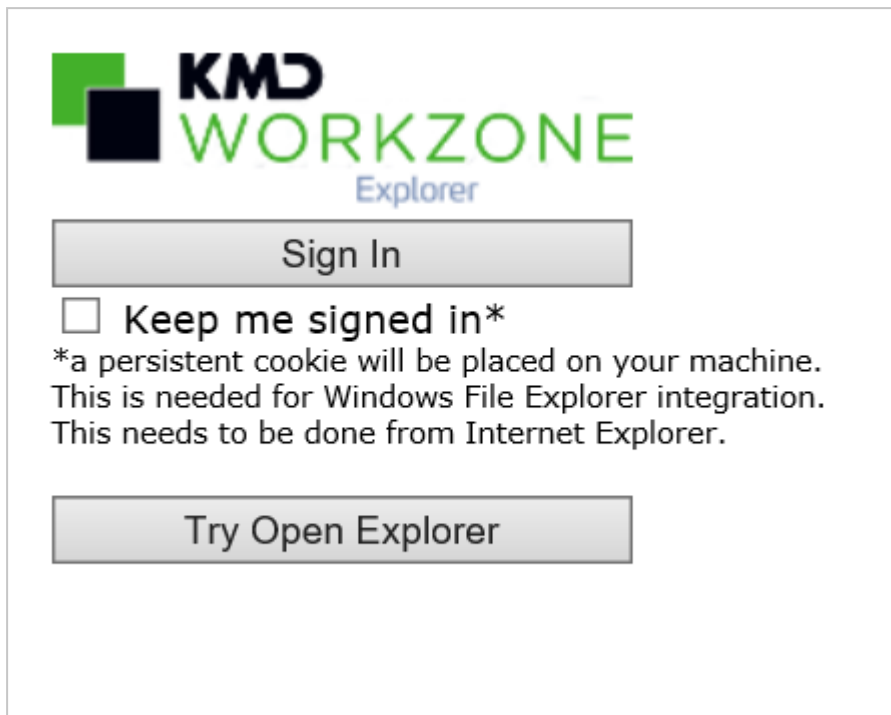 KMD
WORKZONE
Explorer
Sign In
Keep me signed in*
*a persistent cookie will be placed on your machine.
This is needed for Windows File Explorer integration.
This needs to be done from Internet Explorer.
Try Open Explorer